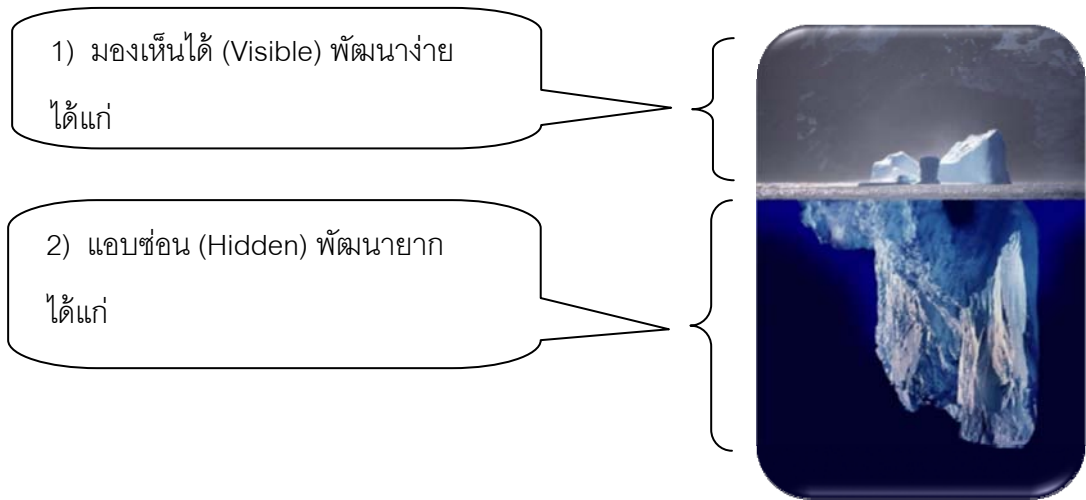 1) มองเห็นได้ (Visible) พัฒนาง่าย
ได้แก่
2) แอบซ่อน (Hidden) พัฒนายาก
ได้แก่